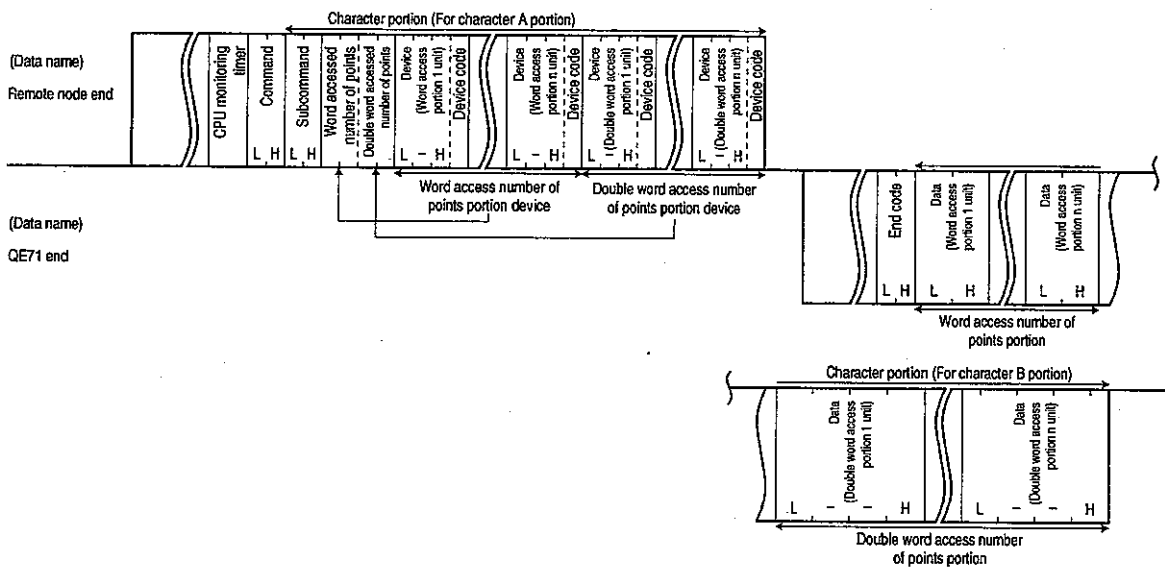 Character portion (For character A portion)
(Data name)
Remote node end
CPU monitoring
timer
Command
L H
Subcommand
L H
Word accessed
number of points
Double word accessed
number of points
Device
(Word access
portion 1 unit)
L - H
Device code
Device
(Word access
portion n unit)
L - H
Device code
Device
(Double word access
portion 1 unit)
L - H
Device code
Device
(Double word access
portion n unit)
L - H
Device code
Word access number of
points portion device
Double word access number
of points portion device
(Data name)
QE71 end
End code
L H
Data
(Word access
portion 1 unit)
L H
Data
(Word access
portion n unit)
L H
Word access number of
points portion
Character portion (For character B portion)
Data
(Double word access
portion 1 unit)
L - - H
Data
(Double word access
portion n unit)
L - - H
Double word access number
of points portion